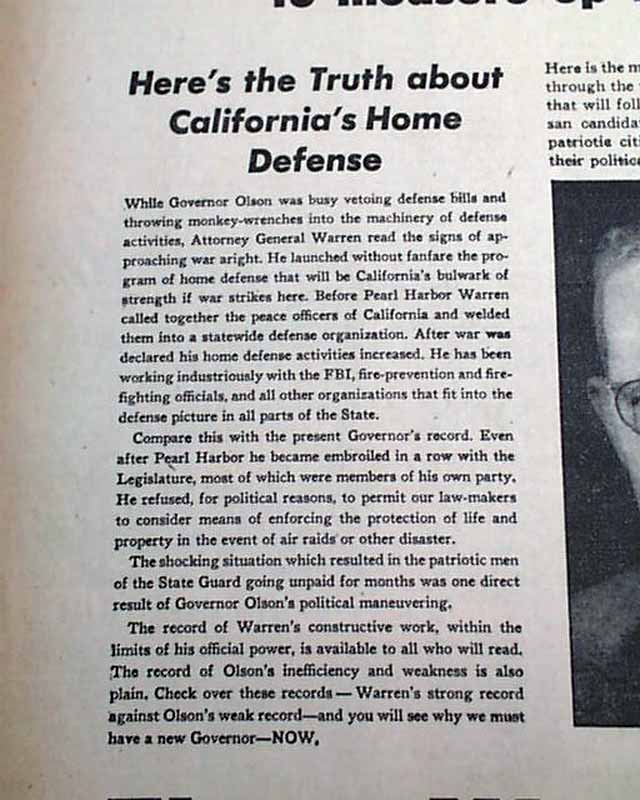 to measure up
Here's the Truth about
California's Home
Defense
While Governor Olson was busy vetoing defense bills and
throwing monkey-wrenches into the machinery of defense
activities, Attorney General Warren read the signs of ap-
proaching war aright. He launched without fanfare the pro-
gram of home defense that will be California's bulwark of
strength if war strikes here. Before Pearl Harbor Warren
called together the peace officers of California and welded
them into a statewide defense organization. After war was
declared his home defense activities increased. He has been
working industriously with the FBI, fire-prevention and fire-
fighting officials, and all other organizations that fit into the
defense picture in all parts of the State.
Compare this with the present Governor's record. Even
after Pearl Harbor he became embroiled in a row with the
Legislature, most of which were members of his own party.
He refused, for political reasons, to permit our law-makers
to consider means of enforcing the protection of life and
property in the event of air raids or other disaster.
The shocking situation which resulted in the patriotic men
of the State Guard going unpaid for months was one direct
result of Governor Olson's political maneuvering.
The record of Warren's constructive work, within the
limits of his official power, is available to all who will read.
The record of Olson's inefficiency and weakness is also
plain. Check over these records—Warren's strong record
against Olson's weak record—and you will see why we must
have a new Governor—NOW.
Here is the m
through the
that will foll
san candida
patriotic citi
their politica